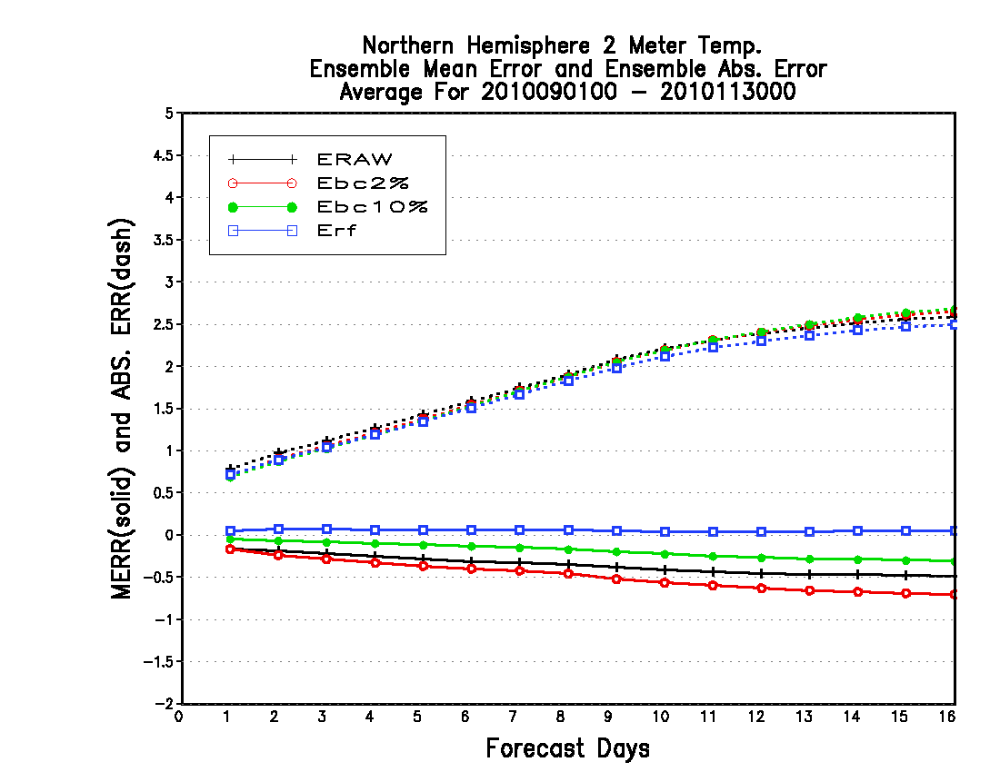 Northern Hemisphere 2 Meter Temp.
Ensemble Mean Error and Ensemble Abs. Error
Average For 2010090100 – 2010113000
ERAW
Ebc2%
Ebc10%
Erf
MERR(solid) and ABS. ERR(dash)
5
4.5
4
3.5
3
2.5
2
1.5
1
0.5
0
−0.5
−1
−1.5
−2
0 1 2 3 4 5 6 7 8 9 10 11 12 13 14 15 16
Forecast Days